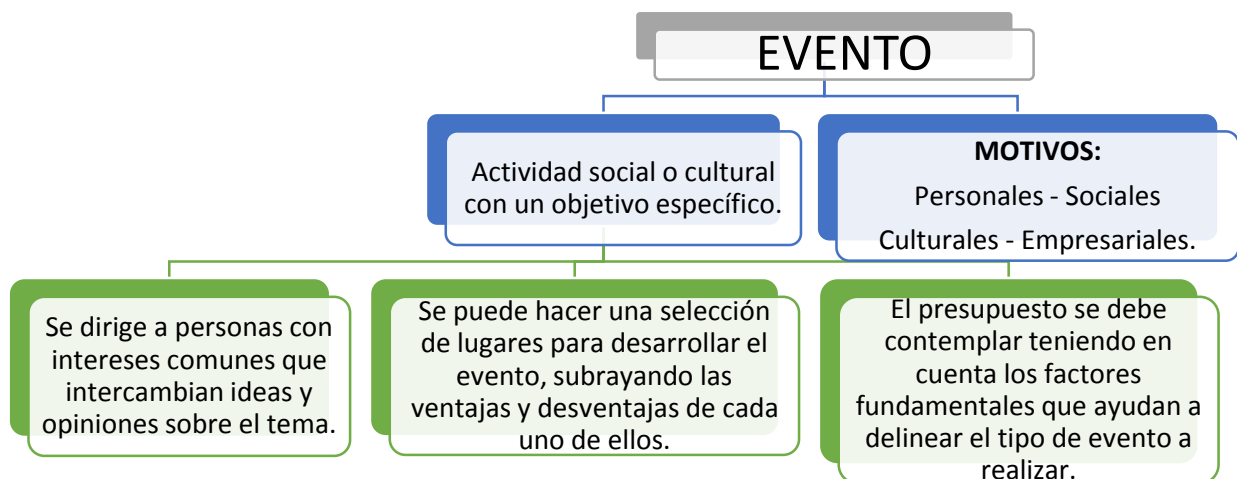 EVENTO
Actividad social o cultural
con un objetivo específico.
MOTIVOS:
Personales - Sociales
Culturales - Empresariales.
Se dirige a personas con
intereses comunes que
intercambian ideas y
opiniones sobre el tema.
Se puede hacer una selección
de lugares para desarrollar el
evento, subrayando las
ventajas y desventajas de cada
uno de ellos.
El presupuesto se debe
contemplar teniendo en
cuenta los factores
fundamentales que ayudan a
delinear el tipo de evento a
realizar.